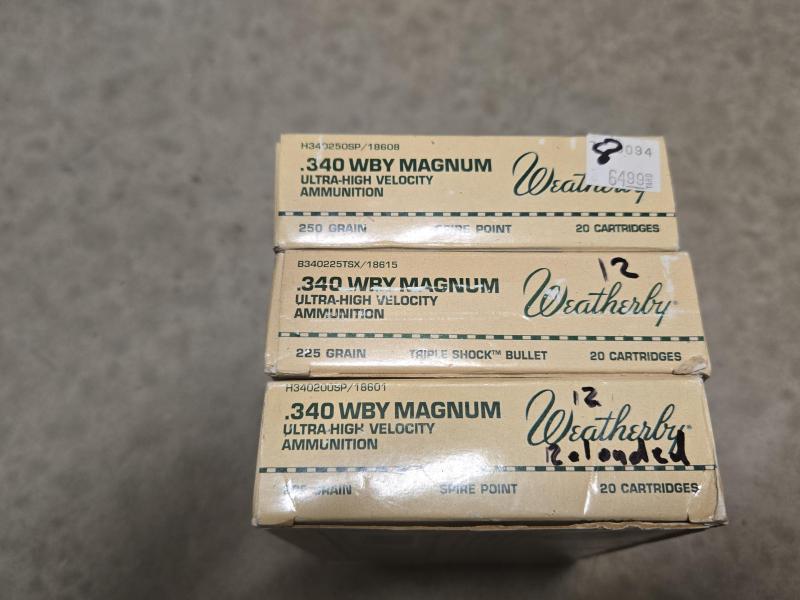 H340250SP/18608
.340 WBY MAGNUM
ULTRA-HIGH VELOCITY
AMMUNITION
Weatherby
8
094
6499
250 GRAIN SPIRE POINT 20 CARTRIDGES
B340225TSX/18615
.340 WBY MAGNUM
ULTRA-HIGH VELOCITY
AMMUNITION
12
Weatherby®
225 GRAIN TRIPLE SHOCK™ BULLET 20 CARTRIDGES
H340200SP/18601
.340 WBY MAGNUM
ULTRA-HIGH VELOCITY
AMMUNITION
12
Weatherby®
Reloaded
GRAIN SPIRE POINT 20 CARTRIDGES